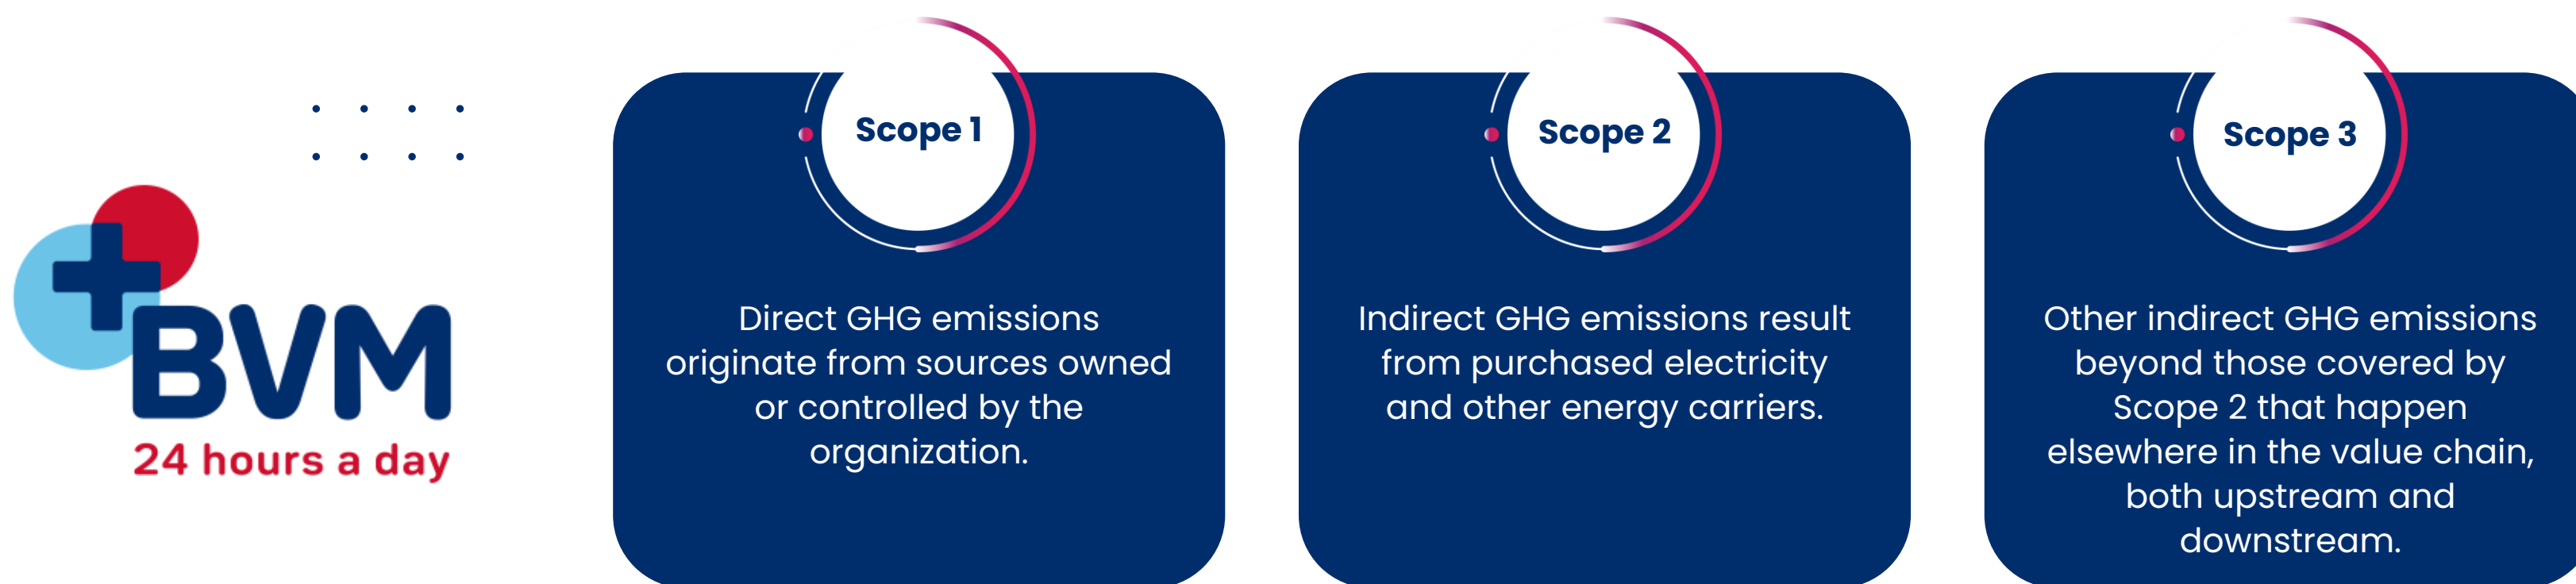 BVM
24 hours a day
Scope 1
Direct GHG emissions
originate from sources owned
or controlled by the
organization.
Scope 2
Indirect GHG emissions result
from purchased electricity
and other energy carriers.
Scope 3
Other indirect GHG emissions
beyond those covered by
Scope 2 that happen
elsewhere in the value chain,
both upstream and
downstream.